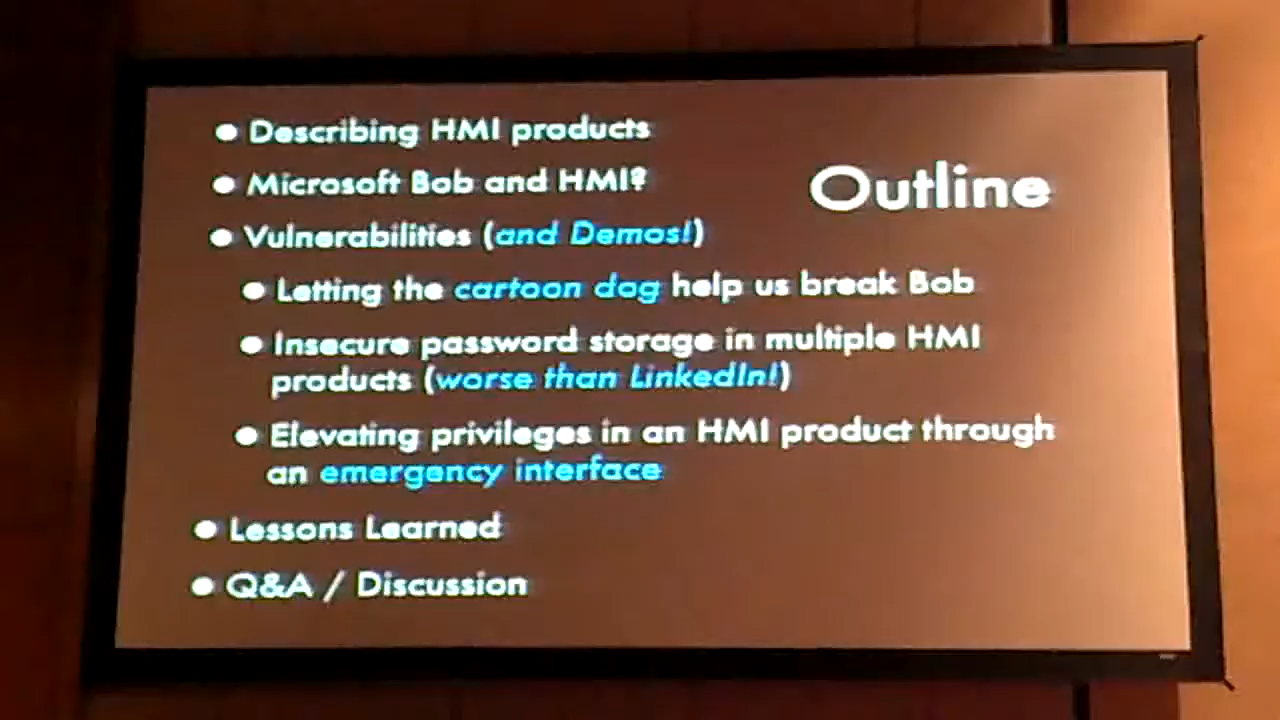 Outline
● Describing HMI products
● Microsoft Bob and HMI?
● Vulnerabilities (and Demos!)
● Letting the cartoon dog help us break Bob
● Insecure password storage in multiple HMI
products (worse than LinkedIn!)
● Elevating privileges in an HMI product through
an emergency interface
● Lessons Learned
● Q&A / Discussion